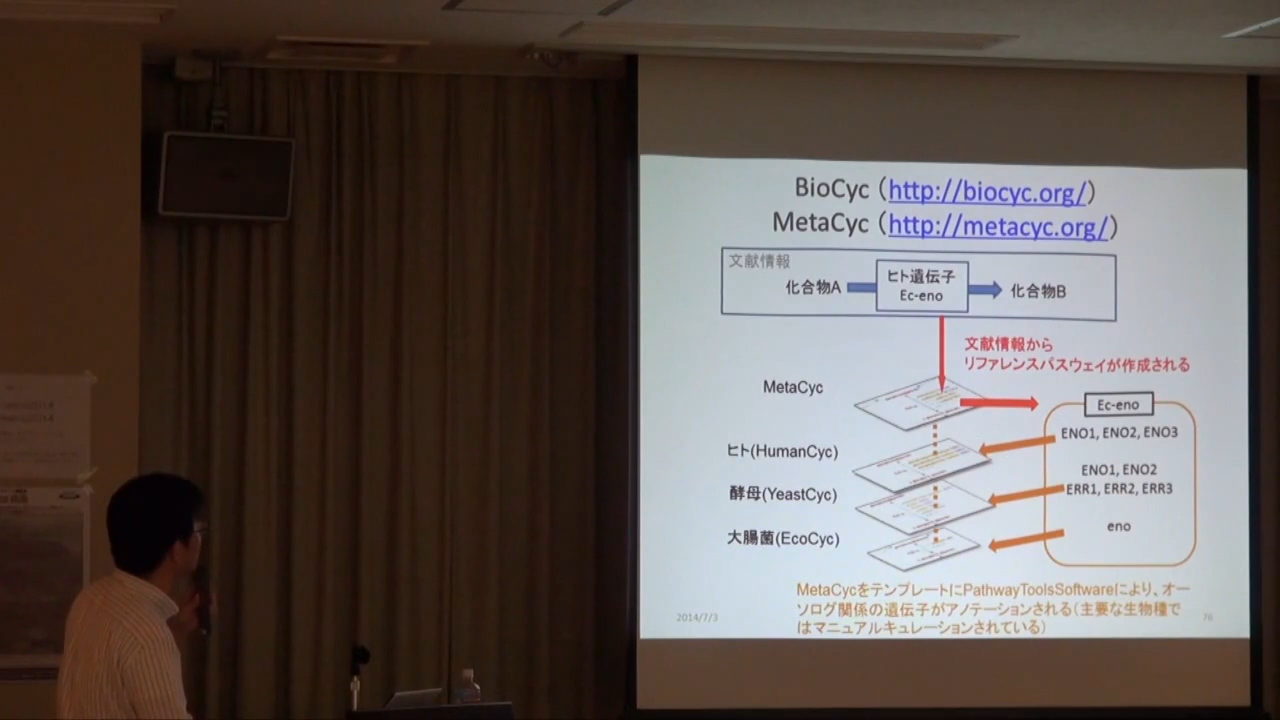 BioCyc（http://biocyc.org/）
MetaCyc（http://metacyc.org/）
文献情報
化合物A
ヒト遺伝子
Ec-eno
化合物B
文献情報から
リファレンスパスウェイが作成される
MetaCyc
Ec-eno
ENO1, ENO2, ENO3
ヒト(HumanCyc)
ENO1, ENO2
ERR1, ERR2, ERR3
酵母(YeastCyc)
eno
大腸菌(EcoCyc)
MetaCycをテンプレートにPathwayToolsSoftwareにより、オー
ソログ関係の遺伝子がアノテーションされる（主要な生物種で
はマニュアルキュレーションされている）
2014/7/3
76